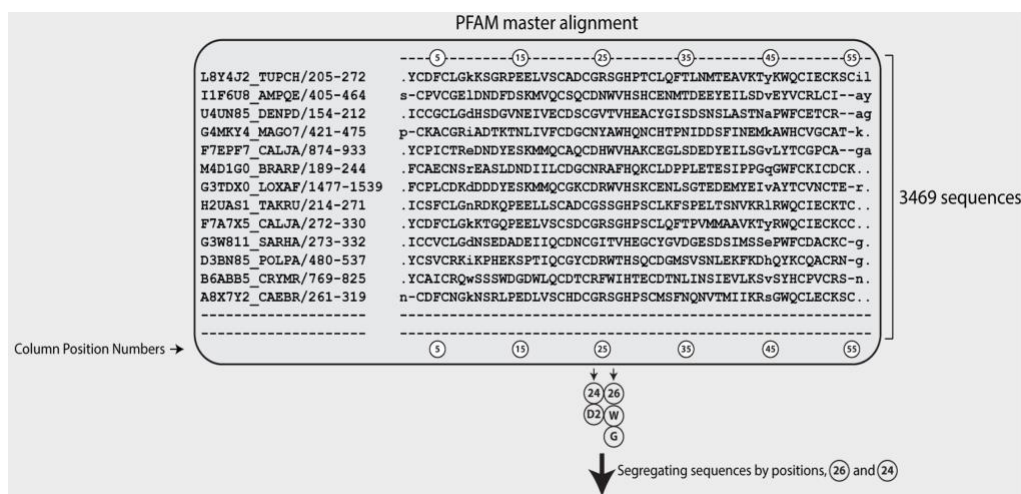 PFAM master alignment
5 15 25 35 45 55
L8Y4J2_TUPCH/205-272 .YCDFCLGkKSGRPEELVSCADCGRSGHPTCLQFTLNMTEAVKTyKWQCIECKSCil
I1F6U8_AMPQE/405-464 s-CPVCGElDNDFDSKMVQCSQCDNWVHSHCENMTDEEYEILSDvEYVCRLCI--ay
U4UN85_DENPD/154-212 .ICCGCLGdHSDGVNEIVECDSCGVTVHEACYGISDSNSLASTNaPWFCETCR--ag
G4MKY4_MAGO7/421-475 p-CKACGRiADTKTNLIVFCDGCNYAWHQNCHTPNIDDSFINEMkAWHCVGCAT-k.
F7EPF7_CALJA/874-933 .YCPICTReDNDYESKMMQCAQCDHWVHAKCEGLSDEDYEILSGvLYTCGPCA--ga
M4D1G0_BRARP/189-244 .FCAECNSrEASLDNDIILCDGCNRAFHQKCLDPPLETESIPPGqGWFCKICDCK..
G3TDX0_LOXAF/1477-1539 .FCPLCDKdDDDYESKMMQCGKCDRWVHSKCENLSGTEDEMYEIvAYTCVNCTE-r.
H2UAS1_TAKRU/214-271 .ICSFCLGnRDKQPEELLSCADCGSSGHPSCLKFSPELTSNVKRlRWQCIECKTC..
F7A7X5_CALJA/272-330 .YCDFCLGkKTGQPEELVSCADCGRSGHPSCLQFTPVMMAAVKTyRWQCIECKCC..
G3W811_SARHA/273-332 .ICCVCLGdNSEDADEIIQCDNCGITVHEGCYGVDGESDSIMSSePWFCDACKC-g.
D3BN85_POLPA/480-537 .YCSVCRKiKPHEKSPTIQCGYCDRWTHSQCDGMSVSNLEKFKDhQYKCQACRN-g.
B6ABB5_CRYMR/769-825 .YCAICRQwSSSWDGDWLQCDTCRFWIHTECDTNLINSIEVLKSvSYHCPVCRS-n.
A8X7Y2_CAEBR/261-319 n-CDFCNGkNSRLPEDLVSCHDCGRSGHPSCMSFNQNVTMIIKRsGWQCLECKSC..
3469 sequences
Column Position Numbers → 5 15 25 35 45 55
24 26
D2 W
G
Segregating sequences by positions, 26 and 24